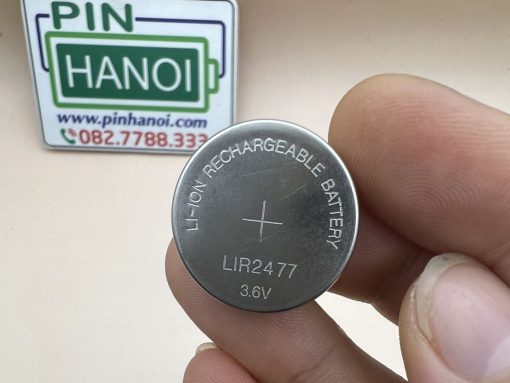 PIN
HANOI
www.pinhanoi.com
082.7788.333
LI-ION RECHARGEABLE BATTERY
+
LIR2477
3.6V